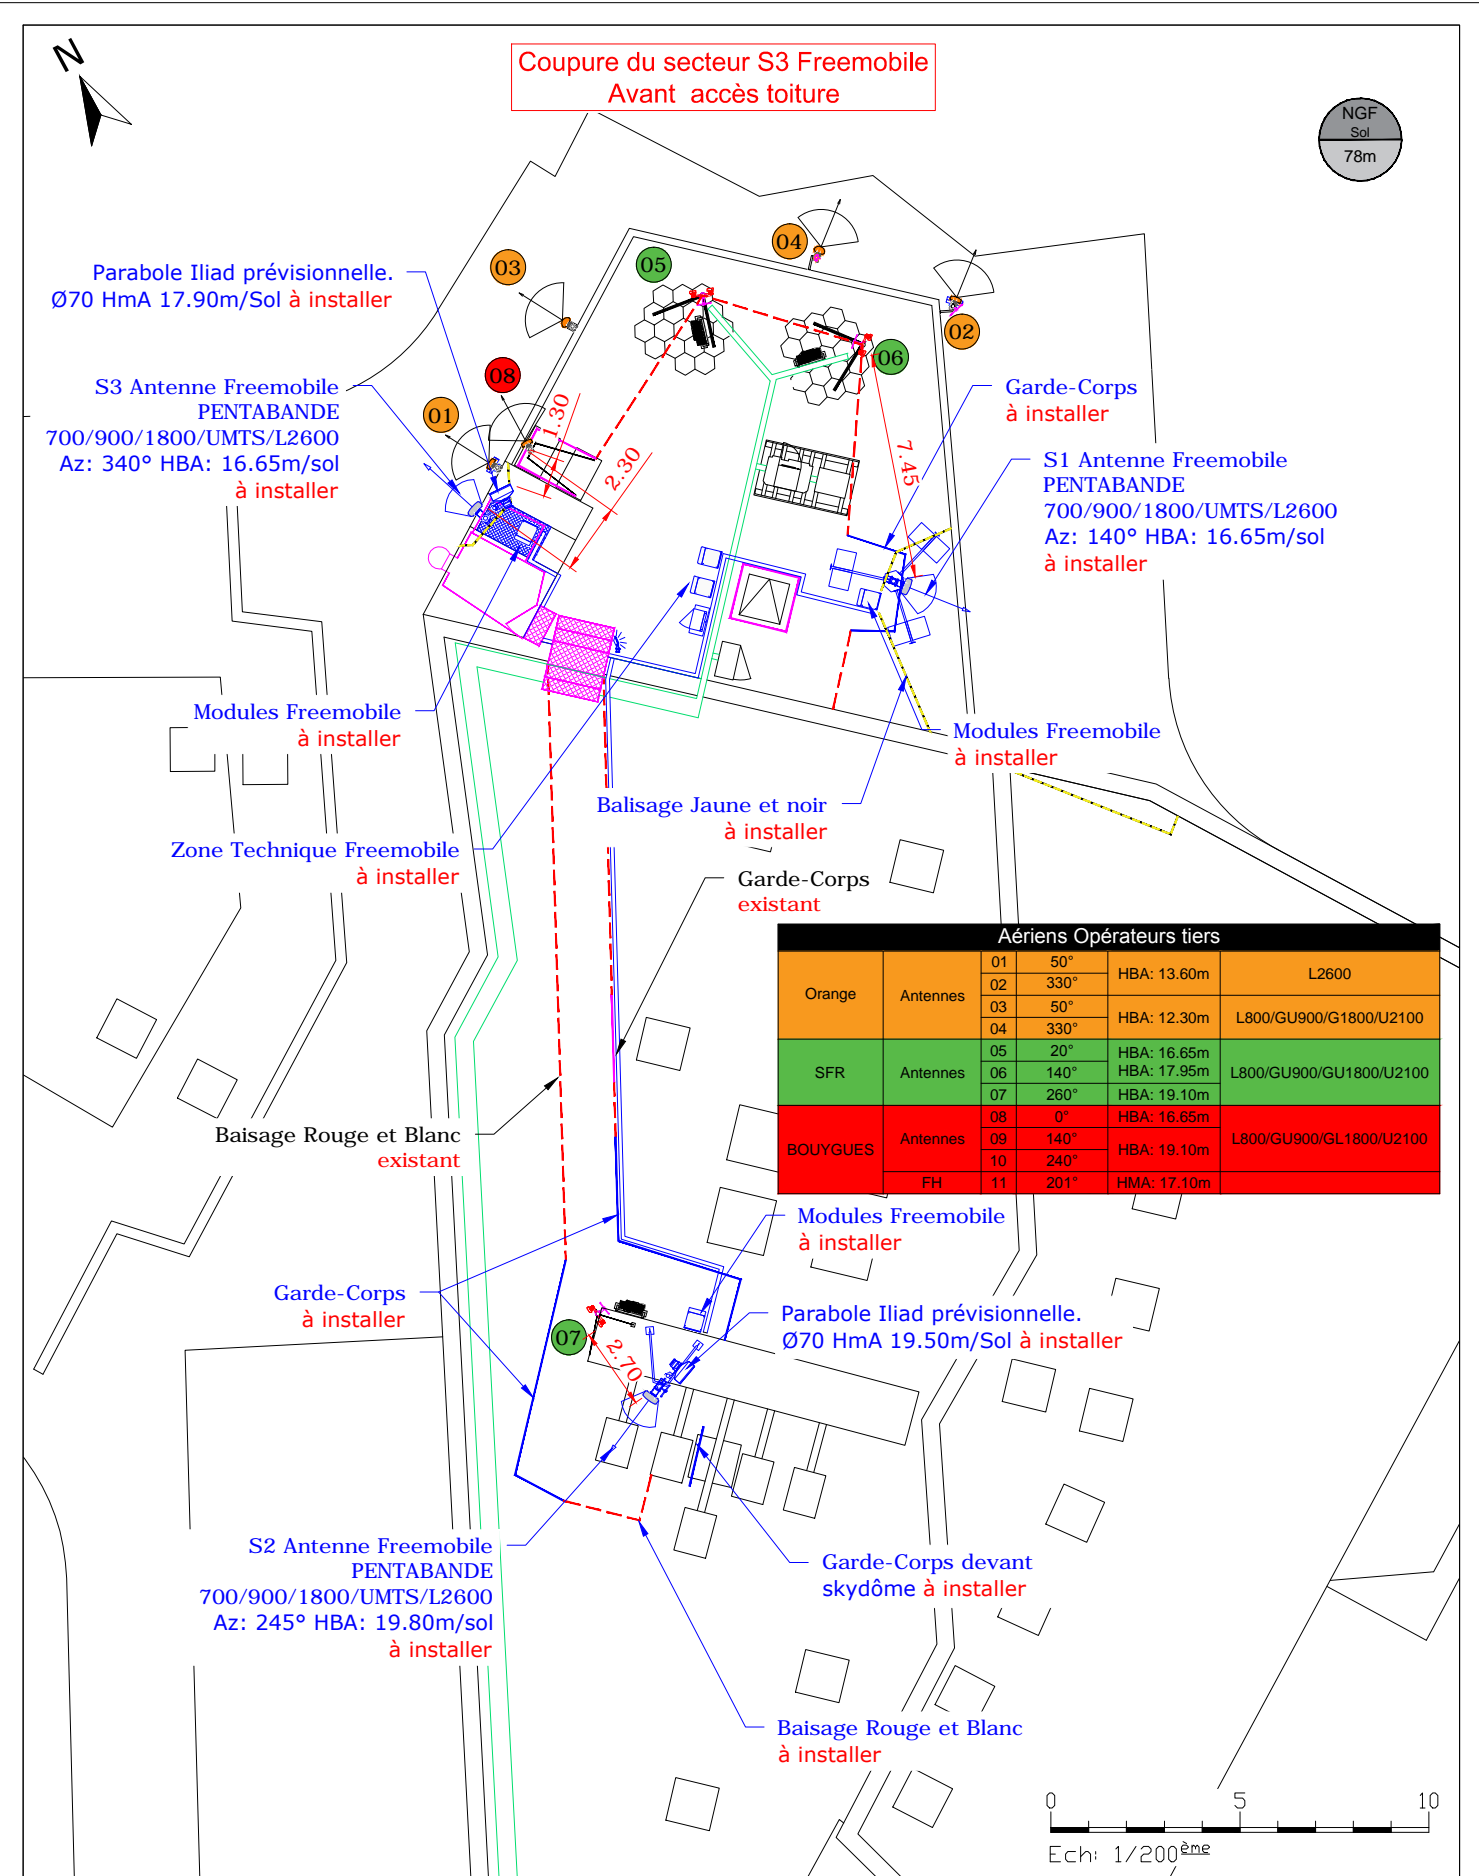 N
Coupure du secteur S3 Freemobile
Avant accès toiture
NGF
Sol
78m
04
05
03
02
06
08
01
Parabole Iliad prévisionnelle.
Ø70 HmA 17.90m/Sol à installer
S3 Antenne Freemobile
PENTABANDE
700/900/1800/UMTS/L2600
Az: 340° HBA: 16.65m/sol
à installer
1.30
2.30
7.45
Garde-Corps
à installer
S1 Antenne Freemobile
PENTABANDE
700/900/1800/UMTS/L2600
Az: 140° HBA: 16.65m/sol
à installer
Modules Freemobile
à installer
Modules Freemobile
à installer
Balisage Jaune et noir
à installer
Zone Technique Freemobile
à installer
Garde-Corps
existant
Aériens Opérateurs tiers
Orange Antennes 01 50° HBA: 13.60m L2600
02 330°
03 50° HBA: 12.30m L800/GU900/G1800/U2100
04 330°
SFR Antennes 05 20° HBA: 16.65m L800/GU900/GU1800/U2100
06 140° HBA: 17.95m
07 260° HBA: 19.10m
BOUYGUES Antennes 08 0° HBA: 16.65m L800/GU900/GL1800/U2100
09 140° HBA: 19.10m
10 240°
FH 11 201° HMA: 17.10m
Baisage Rouge et Blanc
existant
Modules Freemobile
à installer
Garde-Corps
à installer
Parabole Iliad prévisionnelle.
Ø70 HmA 19.50m/Sol à installer
07
2.70
S2 Antenne Freemobile
PENTABANDE
700/900/1800/UMTS/L2600
Az: 245° HBA: 19.80m/sol
à installer
Garde-Corps devant
skydôme à installer
Baisage Rouge et Blanc
à installer
0 5 10
Ech: 1/200ème